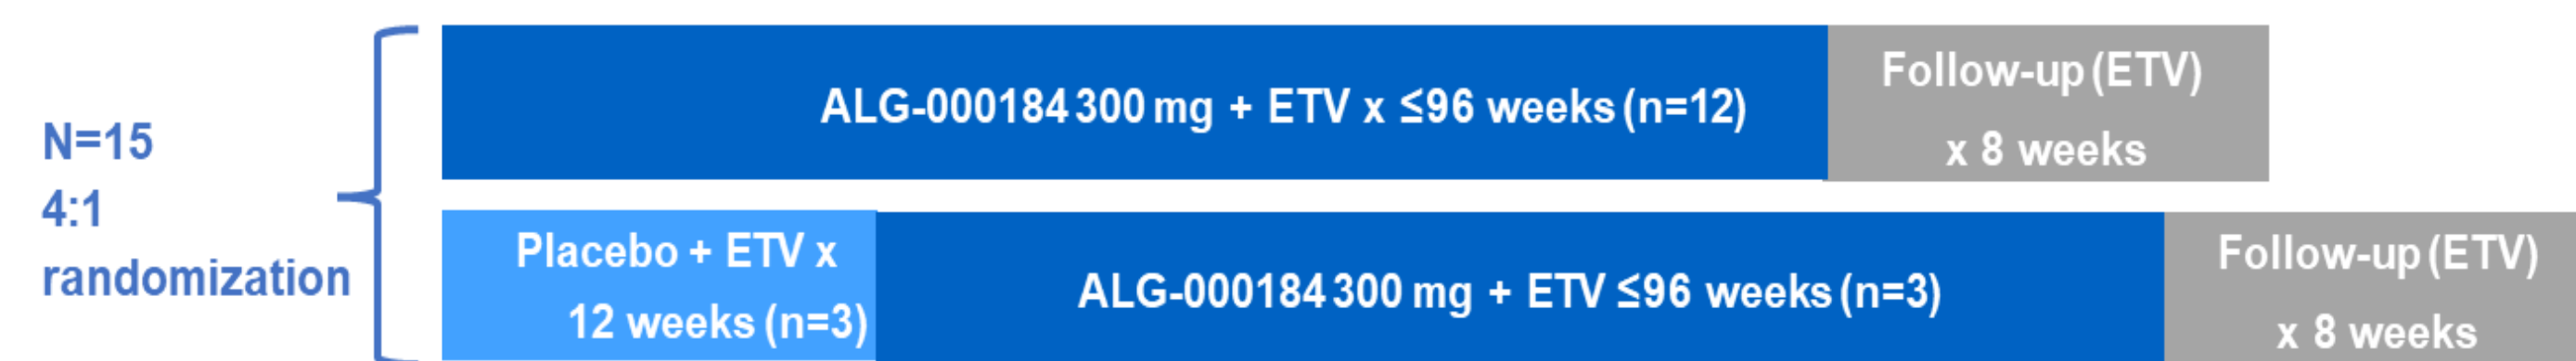 N=15
4:1
randomization
ALG-000184 300 mg + ETV x ≤96 weeks (n=12)
Follow-up (ETV)
x 8 weeks
Placebo + ETV x
12 weeks (n=3)
ALG-000184 300 mg + ETV ≤96 weeks (n=3)
Follow-up (ETV)
x 8 weeks